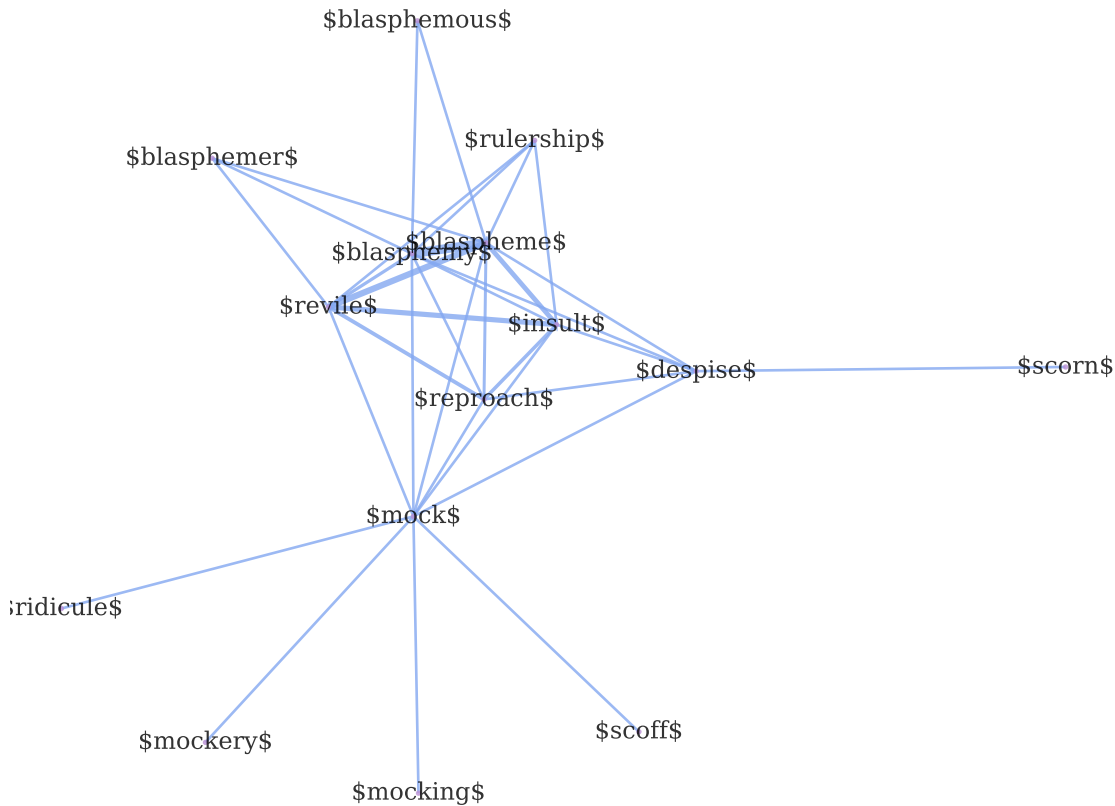 $blasphemous$
$rulership$
$blasphemer$
$blaspheme$
$blasphemy$
$revile$
$insult$
$scorn$
$despise$
$reproach$
$mock$
ridicule$
$scoff$
$mockery$
$mocking$